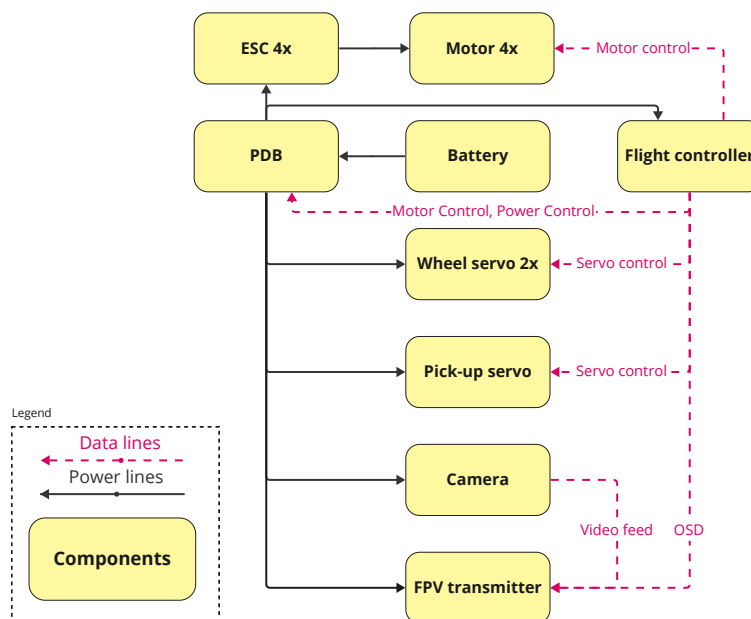 ESC 4x
Motor 4x
Motor control
PDB
Battery
Flight controller
Motor Control, Power Control
Wheel servo 2x
Servo control
Pick-up servo
Servo control
Legend
Data lines
Power lines
Components
Camera
Video feed
OSD
FPV transmitter